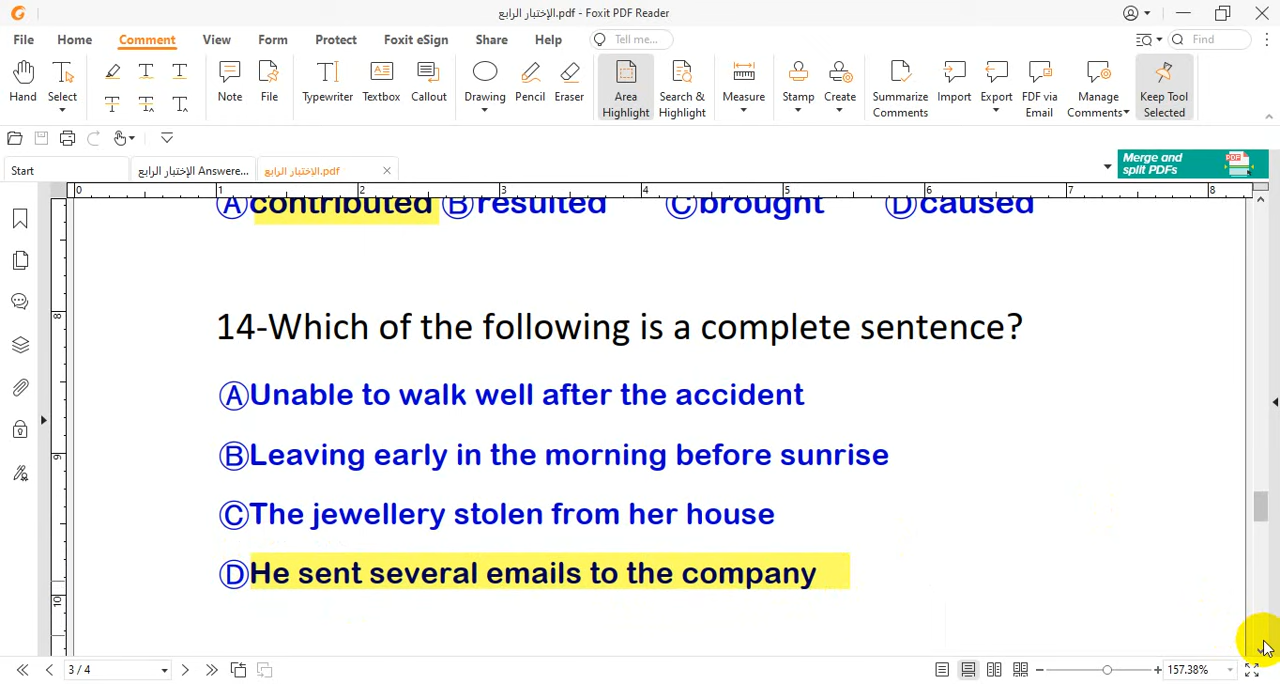 الإختبار الرابع.pdf - Foxit PDF Reader
File Home Comment View Form Protect Foxit eSign Share Help Tell me... Find
Hand Select Note File Typewriter Textbox Callout Drawing Pencil Eraser Area Highlight Search & Highlight Measure Stamp Create Summarize Comments Import Export FDF via Email Manage Comments Keep Tool Selected
Start الإختبار الرابع Answere... الاختبار الرابع.pdf
Merge and split PDFs PDF
0 1 2 3 4 5 6 7 8
Ⓐcontributed Ⓑresulted Ⓒbrought Ⓓcaused
8
14-Which of the following is a complete sentence?
ⒶUnable to walk well after the accident
9
ⒷLeaving early in the morning before sunrise
ⒸThe jewellery stolen from her house
ⒹHe sent several emails to the company
10
3 / 4 157.38%